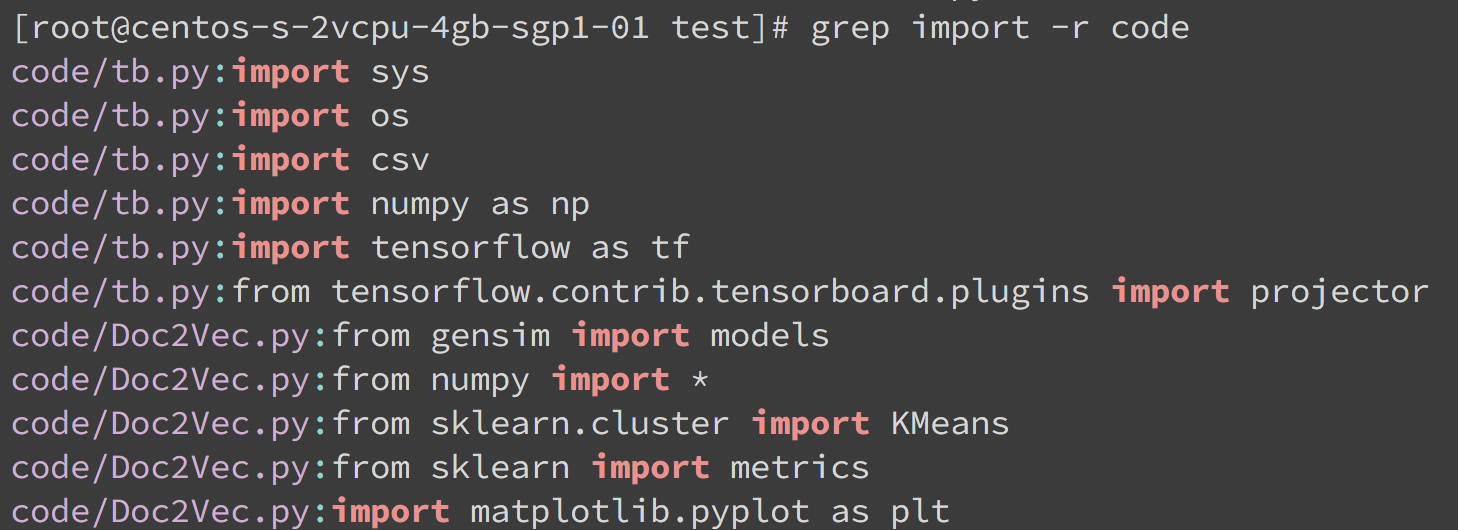 [root@centos-s-2vcpu-4gb-sgp1-01 test]# grep import -r code
code/tb.py:import sys
code/tb.py:import os
code/tb.py:import csv
code/tb.py:import numpy as np
code/tb.py:import tensorflow as tf
code/tb.py:from tensorflow.contrib.tensorboard.plugins import projector
code/Doc2Vec.py:from gensim import models
code/Doc2Vec.py:from numpy import *
code/Doc2Vec.py:from sklearn.cluster import KMeans
code/Doc2Vec.py:from sklearn import metrics
code/Doc2Vec.py:import matplotlib.pyplot as plt